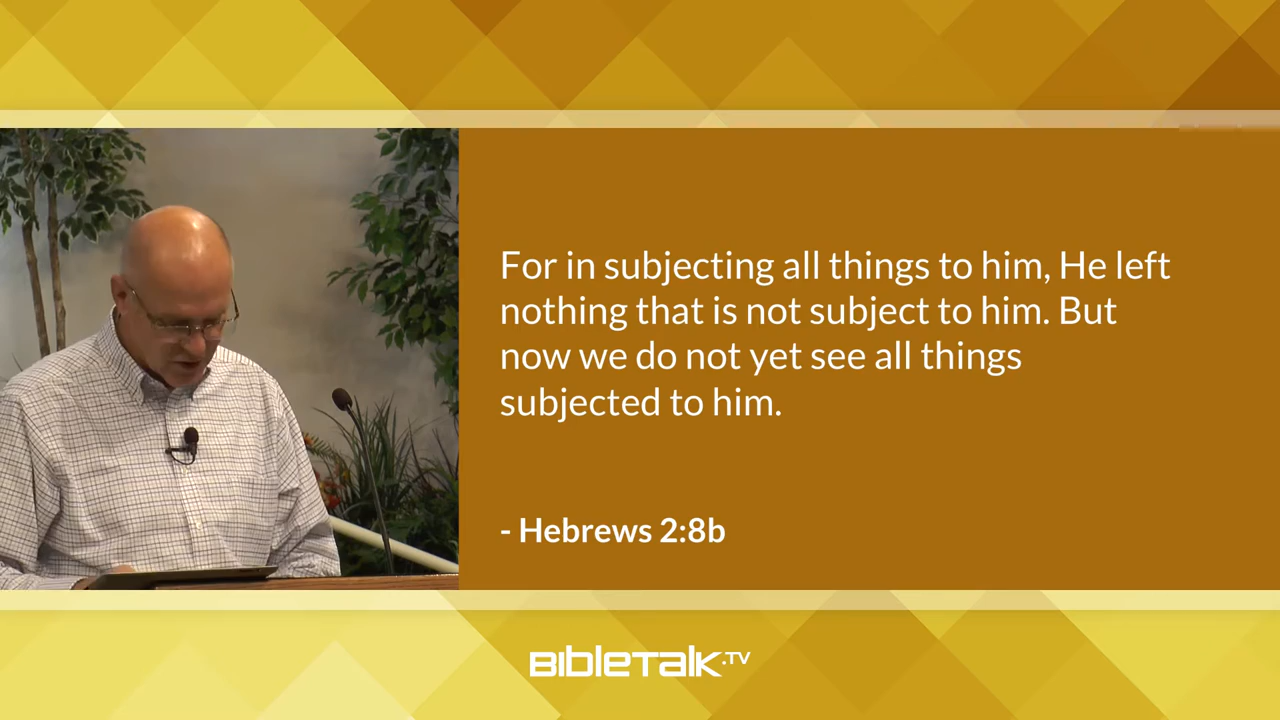 For in subjecting all things to him, He left
nothing that is not subject to him. But
now we do not yet see all things
subjected to him.
- Hebrews 2:8b
BibleTalk.TV